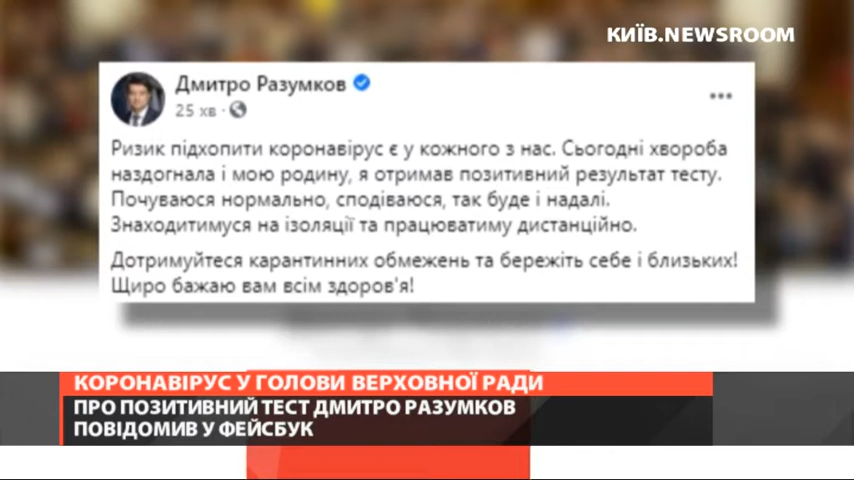 КИЇВ.NEWSROOM
Дмитро Разумков
25 хв ·
Ризик підхопити коронавірус є у кожного з нас. Сьогодні хвороба
наздогнала і мою родину, я отримав позитивний результат тесту.
Почуваюся нормально, сподіваюся, так буде і надалі.
Знаходитимуся на ізоляції та працюватиму дистанційно.
Дотримуйтеся карантинних обмежень та бережіть себе і близьких!
Щиро бажаю вам всім здоров'я!
КОРОНАВІРУС У ГОЛОВИ ВЕРХОВНОЇ РАДИ
ПРО ПОЗИТИВНИЙ ТЕСТ ДМИТРО РАЗУМКОВ
ПОВІДОМИВ У ФЕЙСБУК